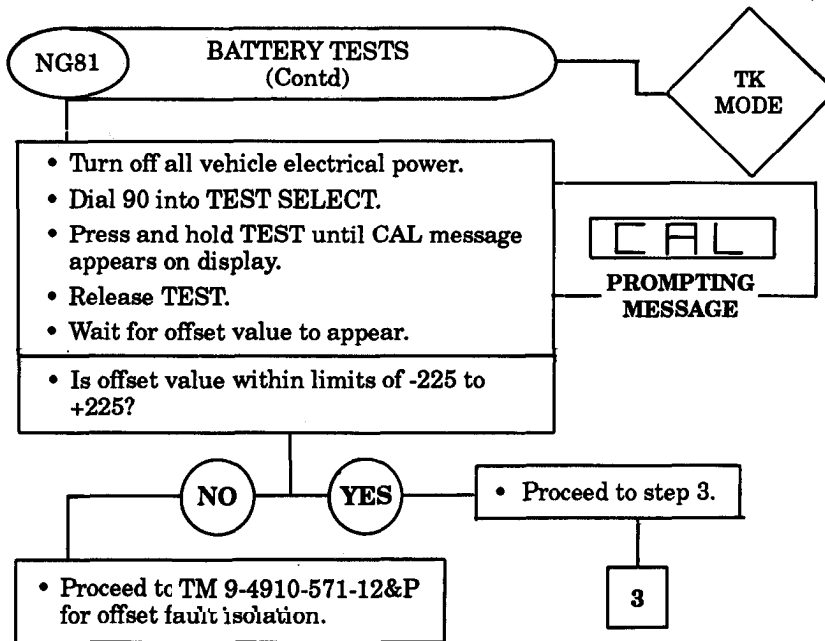 NG81
BATTERY TESTS
(Contd)
TK
MODE
• Turn off all vehicle electrical power.
• Dial 90 into TEST SELECT.
• Press and hold TEST until CAL message
appears on display.
• Release TEST.
• Wait for offset value to appear.
CAL
PROMPTING
MESSAGE
• Is offset value within limits of -225 to
+225?
NO
YES
• Proceed to step 3.
• Proceed to TM 9-4910-571-12&P
for offset fault isolation.
3